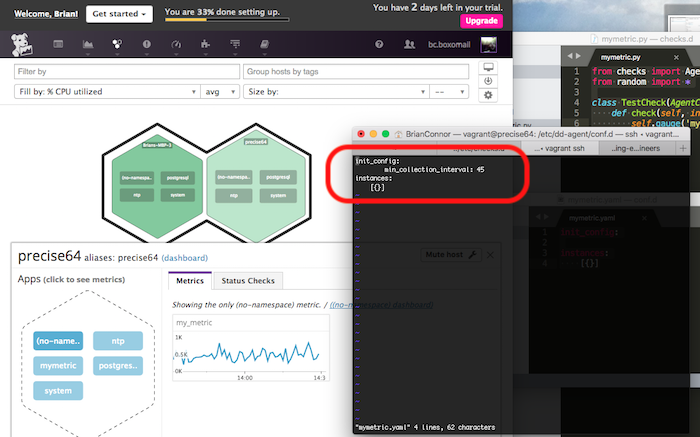 Welcome, Brian!
Get started
You are 33% done setting up.
You have 2 days left in your trial.
Upgrade
bc.boxomail
Filter by
Group hosts by tags
Fill by: % CPU utilized
avg
Size by:
--
Brians-MBP-3
(no-namespa..
postgresql
ntp
system
precise64
(no-namespa..
postgresql
ntp
system
precise64 aliases: precise64 (dashboard)
Mute host
Apps (click to see metrics)
(no-name..
ntp
mymetric
postgres..
system
Metrics
Status Checks
Showing the only (no-namespace) metric. / ((no-namespace) dashboard)
my_metric
1K
0.5K
0K
14:00
14:3
mymetric.py — checks.d
mymetric.py
1 from checks import Age
2 from random import *
3
4 class TestCheck(AgentC
5 def check(self, in
6 self.gauge('my
BrianConnor — vagrant@precise64: /etc/dd-agent/conf.d — ssh • vagrant...
...• vagrant ssh
...ing-e...ineers
init_config:
min_collection_interval: 45
instances:
[{}]
"mymetric.yaml" 4 lines, 62 characters
mymetric.yaml
init_config:
instances:
[{}]